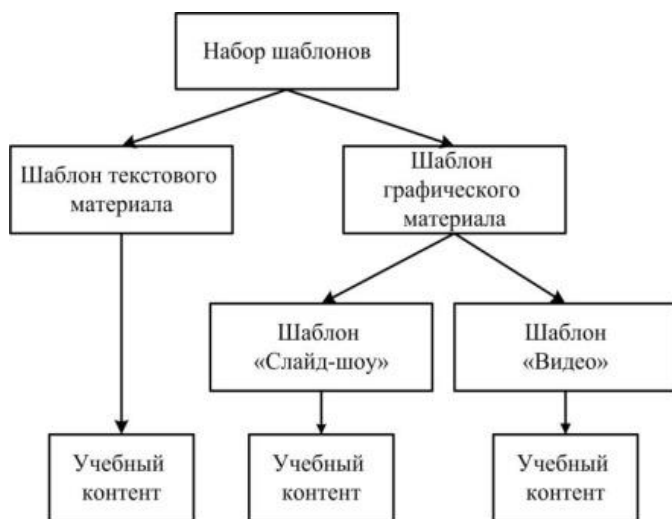 Набор шаблонов
Шаблон текстового
материала
Шаблон
графического
материала
Шаблон
«Слайд-шоу»
Шаблон
«Видео»
Учебный
контент
Учебный
контент
Учебный
контент